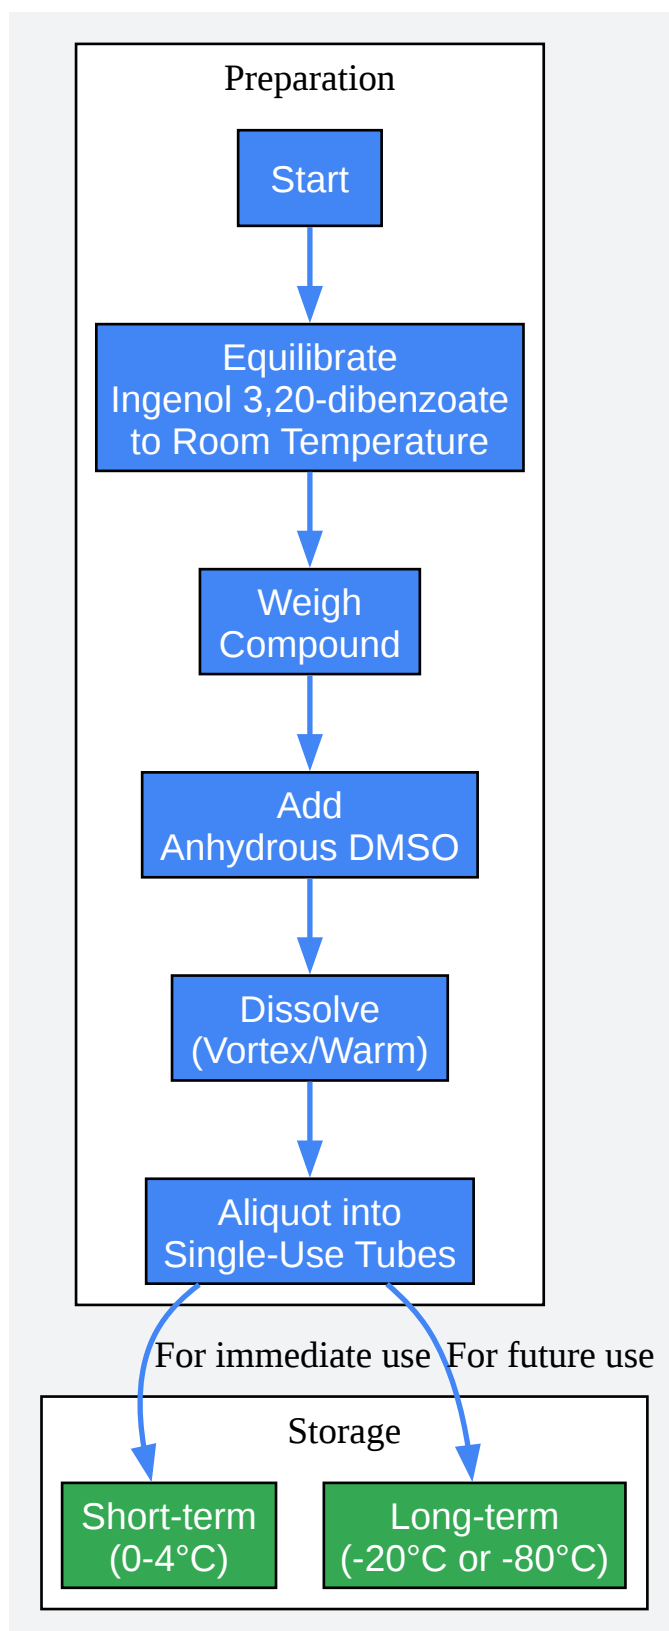 Preparation
Start
Equilibrate
Ingenol 3,20-dibenzoate
to Room Temperature
Weigh
Compound
Add
Anhydrous DMSO
Dissolve
(Vortex/Warm)
Aliquot into
Single-Use Tubes
For immediate use
For future use
Storage
Short-term
(0-4°C)
Long-term
(-20°C or -80°C)